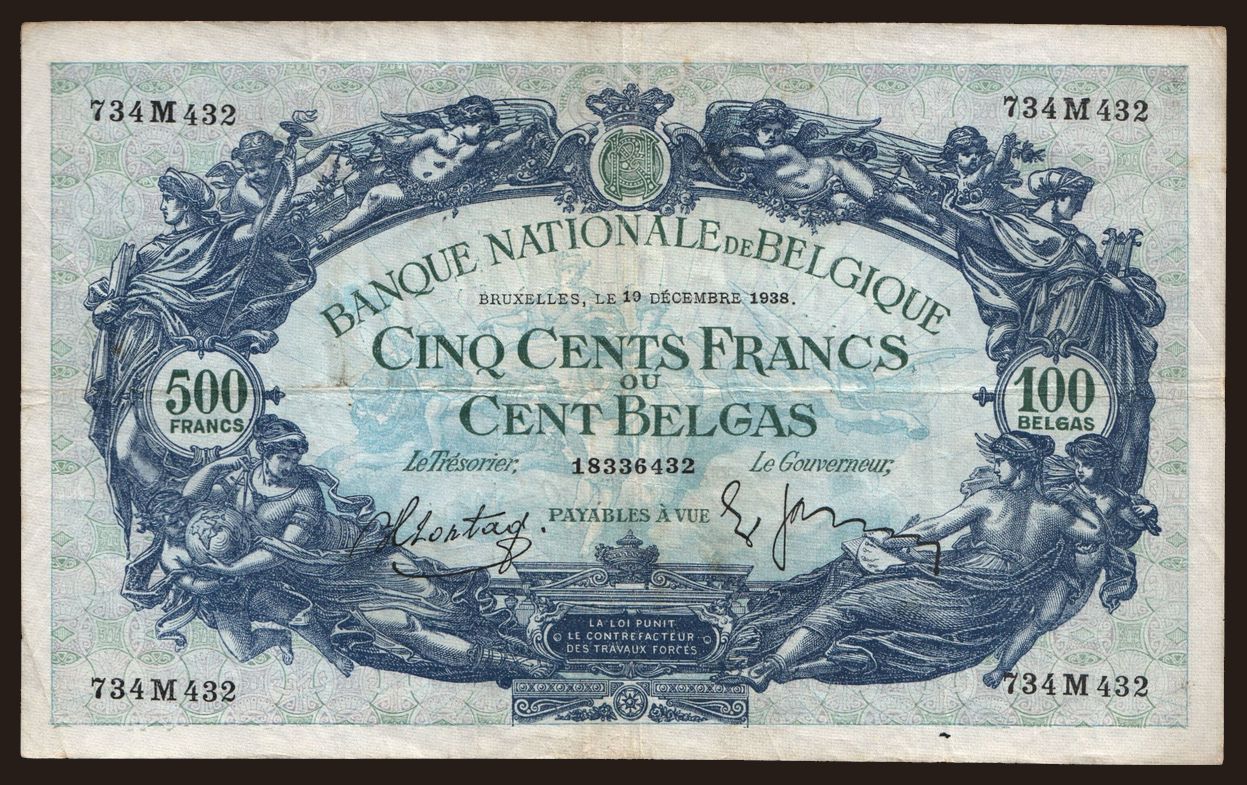 734 M 432
734 M 432
BANQUE NATIONALE DE BELGIQUE
BRUXELLES, LE 19 DÉCEMBRE 1938.
CINQ CENTS FRANCS
OU
CENT BELGAS
500
FRANCS
100
BELGAS
Le Trésorier,
18336432
Le Gouverneur,
PAYABLES À VUE
LA LOI PUNIT
LE CONTREFACTEUR
DES TRAVAUX FORCÉS
734 M 432
734 M 432